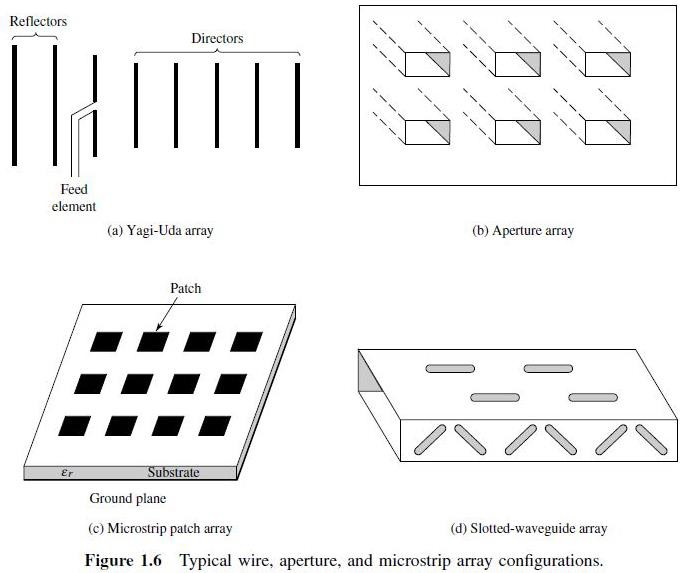 Reflectors
Directors
Feed
element
(a) Yagi-Uda array
(b) Aperture array
Patch
εr
Substrate
Ground plane
(c) Microstrip patch array
(d) Slotted-waveguide array
Figure 1.6 Typical wire, aperture, and microstrip array configurations.